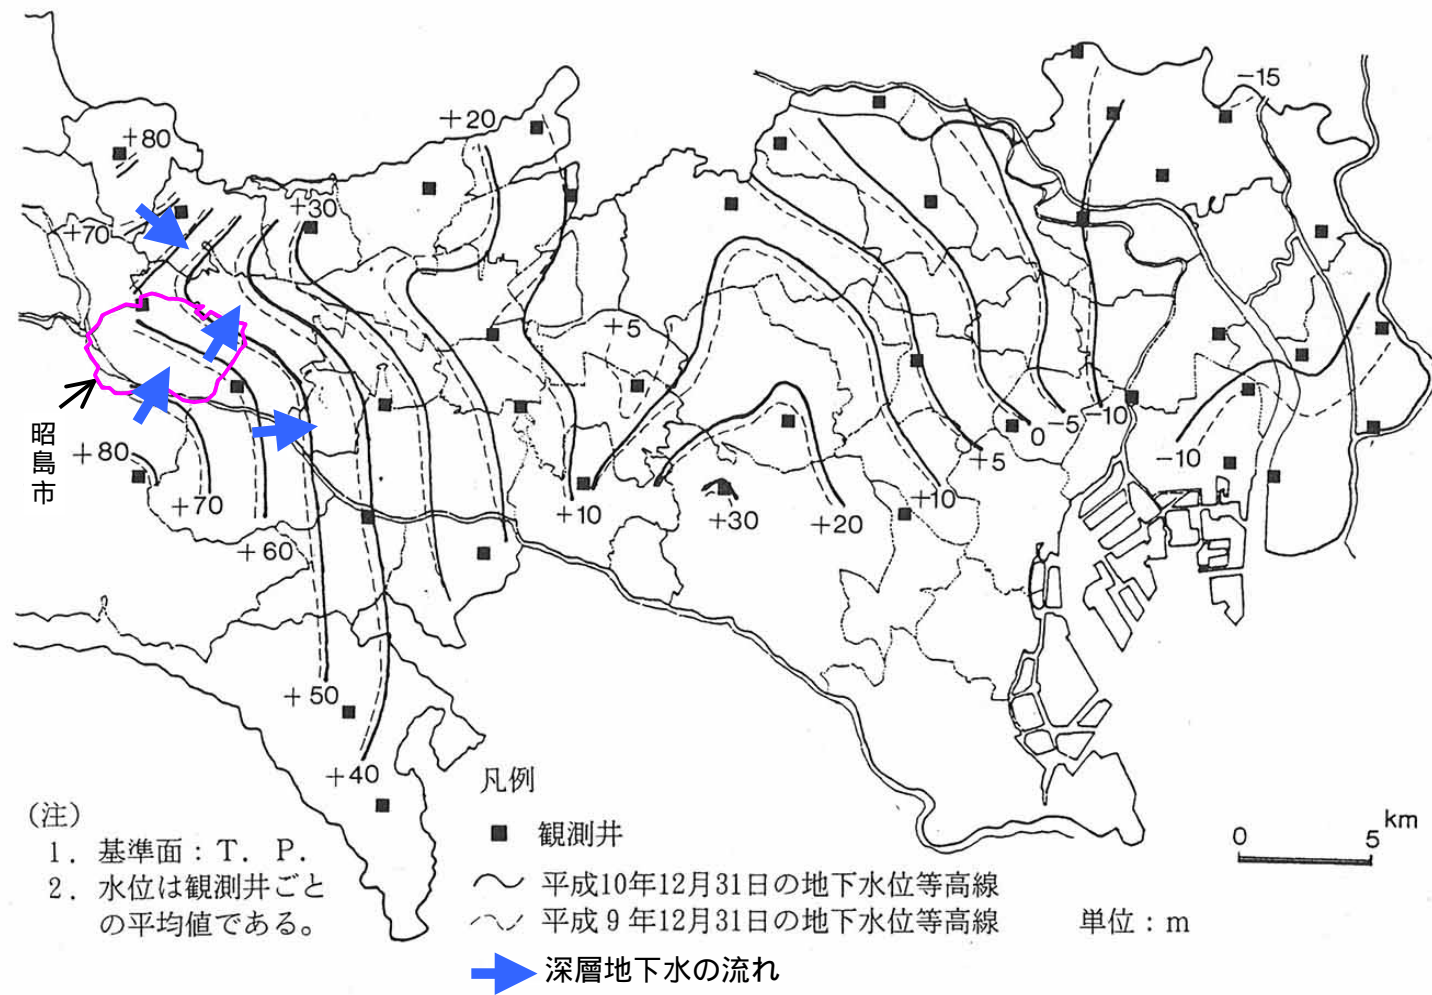 -15
+20
+80
+30
+70
+5
昭島市
0
-5
-10
+80
+5
-10
+70
+10
+30
+20
+10
+60
+50
+40
凡例
(注)
1. 基準面:T. P.
2. 水位は観測井ごと
の平均値である。
観測井
平成10年12月31日の地下水位等高線
平成9年12月31日の地下水位等高線
深層地下水の流れ
0 5 km
単位:m